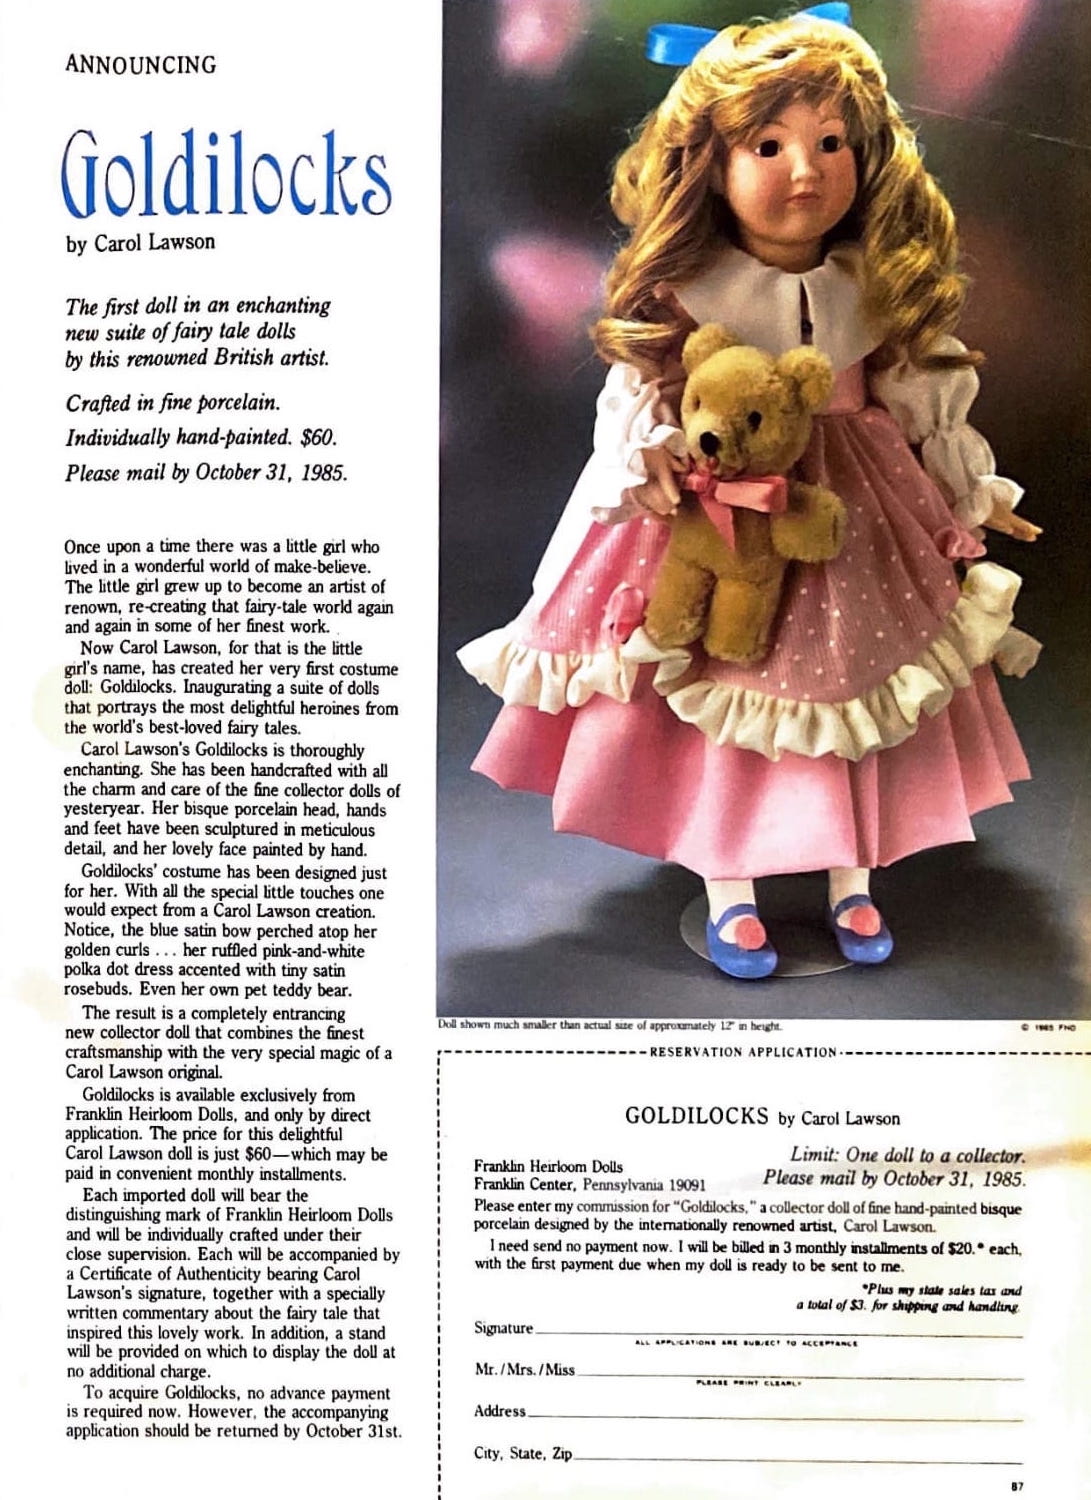 ANNOUNCING
Goldilocks
by Carol Lawson
The first doll in an enchanting
new suite of fairy tale dolls
by this renowned British artist.
Crafted in fine porcelain.
Individually hand-painted. $60.
Please mail by October 31, 1985.
Once upon a time there was a little girl who
lived in a wonderful world of make-believe.
The little girl grew up to become an artist of
renown, re-creating that fairy-tale world again
and again in some of her finest work.
Now Carol Lawson, for that is the little
girl's name, has created her very first costume
doll: Goldilocks. Inaugurating a suite of dolls
that portrays the most delightful heroines from
the world's best-loved fairy tales.
Carol Lawson's Goldilocks is thoroughly
enchanting. She has been handcrafted with all
the charm and care of the fine collector dolls of
yesteryear. Her bisque porcelain head, hands
and feet have been sculptured in meticulous
detail, and her lovely face painted by hand.
Goldilocks' costume has been designed just
for her. With all the special little touches one
would expect from a Carol Lawson creation.
Notice, the blue satin bow perched atop her
golden curls . . . her ruffled pink-and-white
polka dot dress accented with tiny satin
rosebuds. Even her own pet teddy bear.
The result is a completely entrancing
new collector doll that combines the finest
craftsmanship with the very special magic of a
Carol Lawson original.
Goldilocks is available exclusively from
Franklin Heirloom Dolls, and only by direct
application. The price for this delightful
Carol Lawson doll is just $60—which may be
paid in convenient monthly installments.
Each imported doll will bear the
distinguishing mark of Franklin Heirloom Dolls
and will be individually crafted under their
close supervision. Each will be accompanied by
a Certificate of Authenticity bearing Carol
Lawson's signature, together with a specially
written commentary about the fairy tale that
inspired this lovely work. In addition, a stand
will be provided on which to display the doll at
no additional charge.
To acquire Goldilocks, no advance payment
is required now. However, the accompanying
application should be returned by October 31st.
Doll shown much smaller than actual size of approximately 12" in height.
© 1985 FHD
RESERVATION APPLICATION
GOLDILOCKS by Carol Lawson
Limit: One doll to a collector.
Please mail by October 31, 1985.
Franklin Heirloom Dolls
Franklin Center, Pennsylvania 19091
Please enter my commission for "Goldilocks," a collector doll of fine hand-painted bisque
porcelain designed by the internationally renowned artist, Carol Lawson.
I need send no payment now. I will be billed in 3 monthly installments of $20.* each,
with the first payment due when my doll is ready to be sent to me.
*Plus my state sales tax and
a total of $3. for shipping and handling.
Signature
ALL APPLICATIONS ARE SUBJECT TO ACCEPTANCE
Mr./Mrs./Miss
PLEASE PRINT CLEARLY
Address
City, State, Zip
87